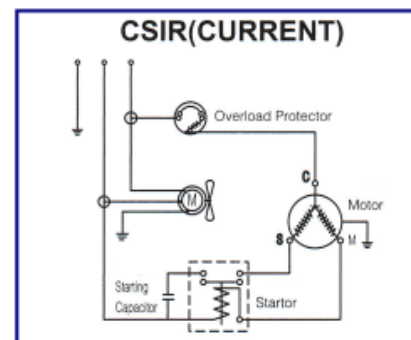 CSIR(CURRENT)
Overload Protector
C
M
Motor
S
M
Starting
Capacitor
Startor